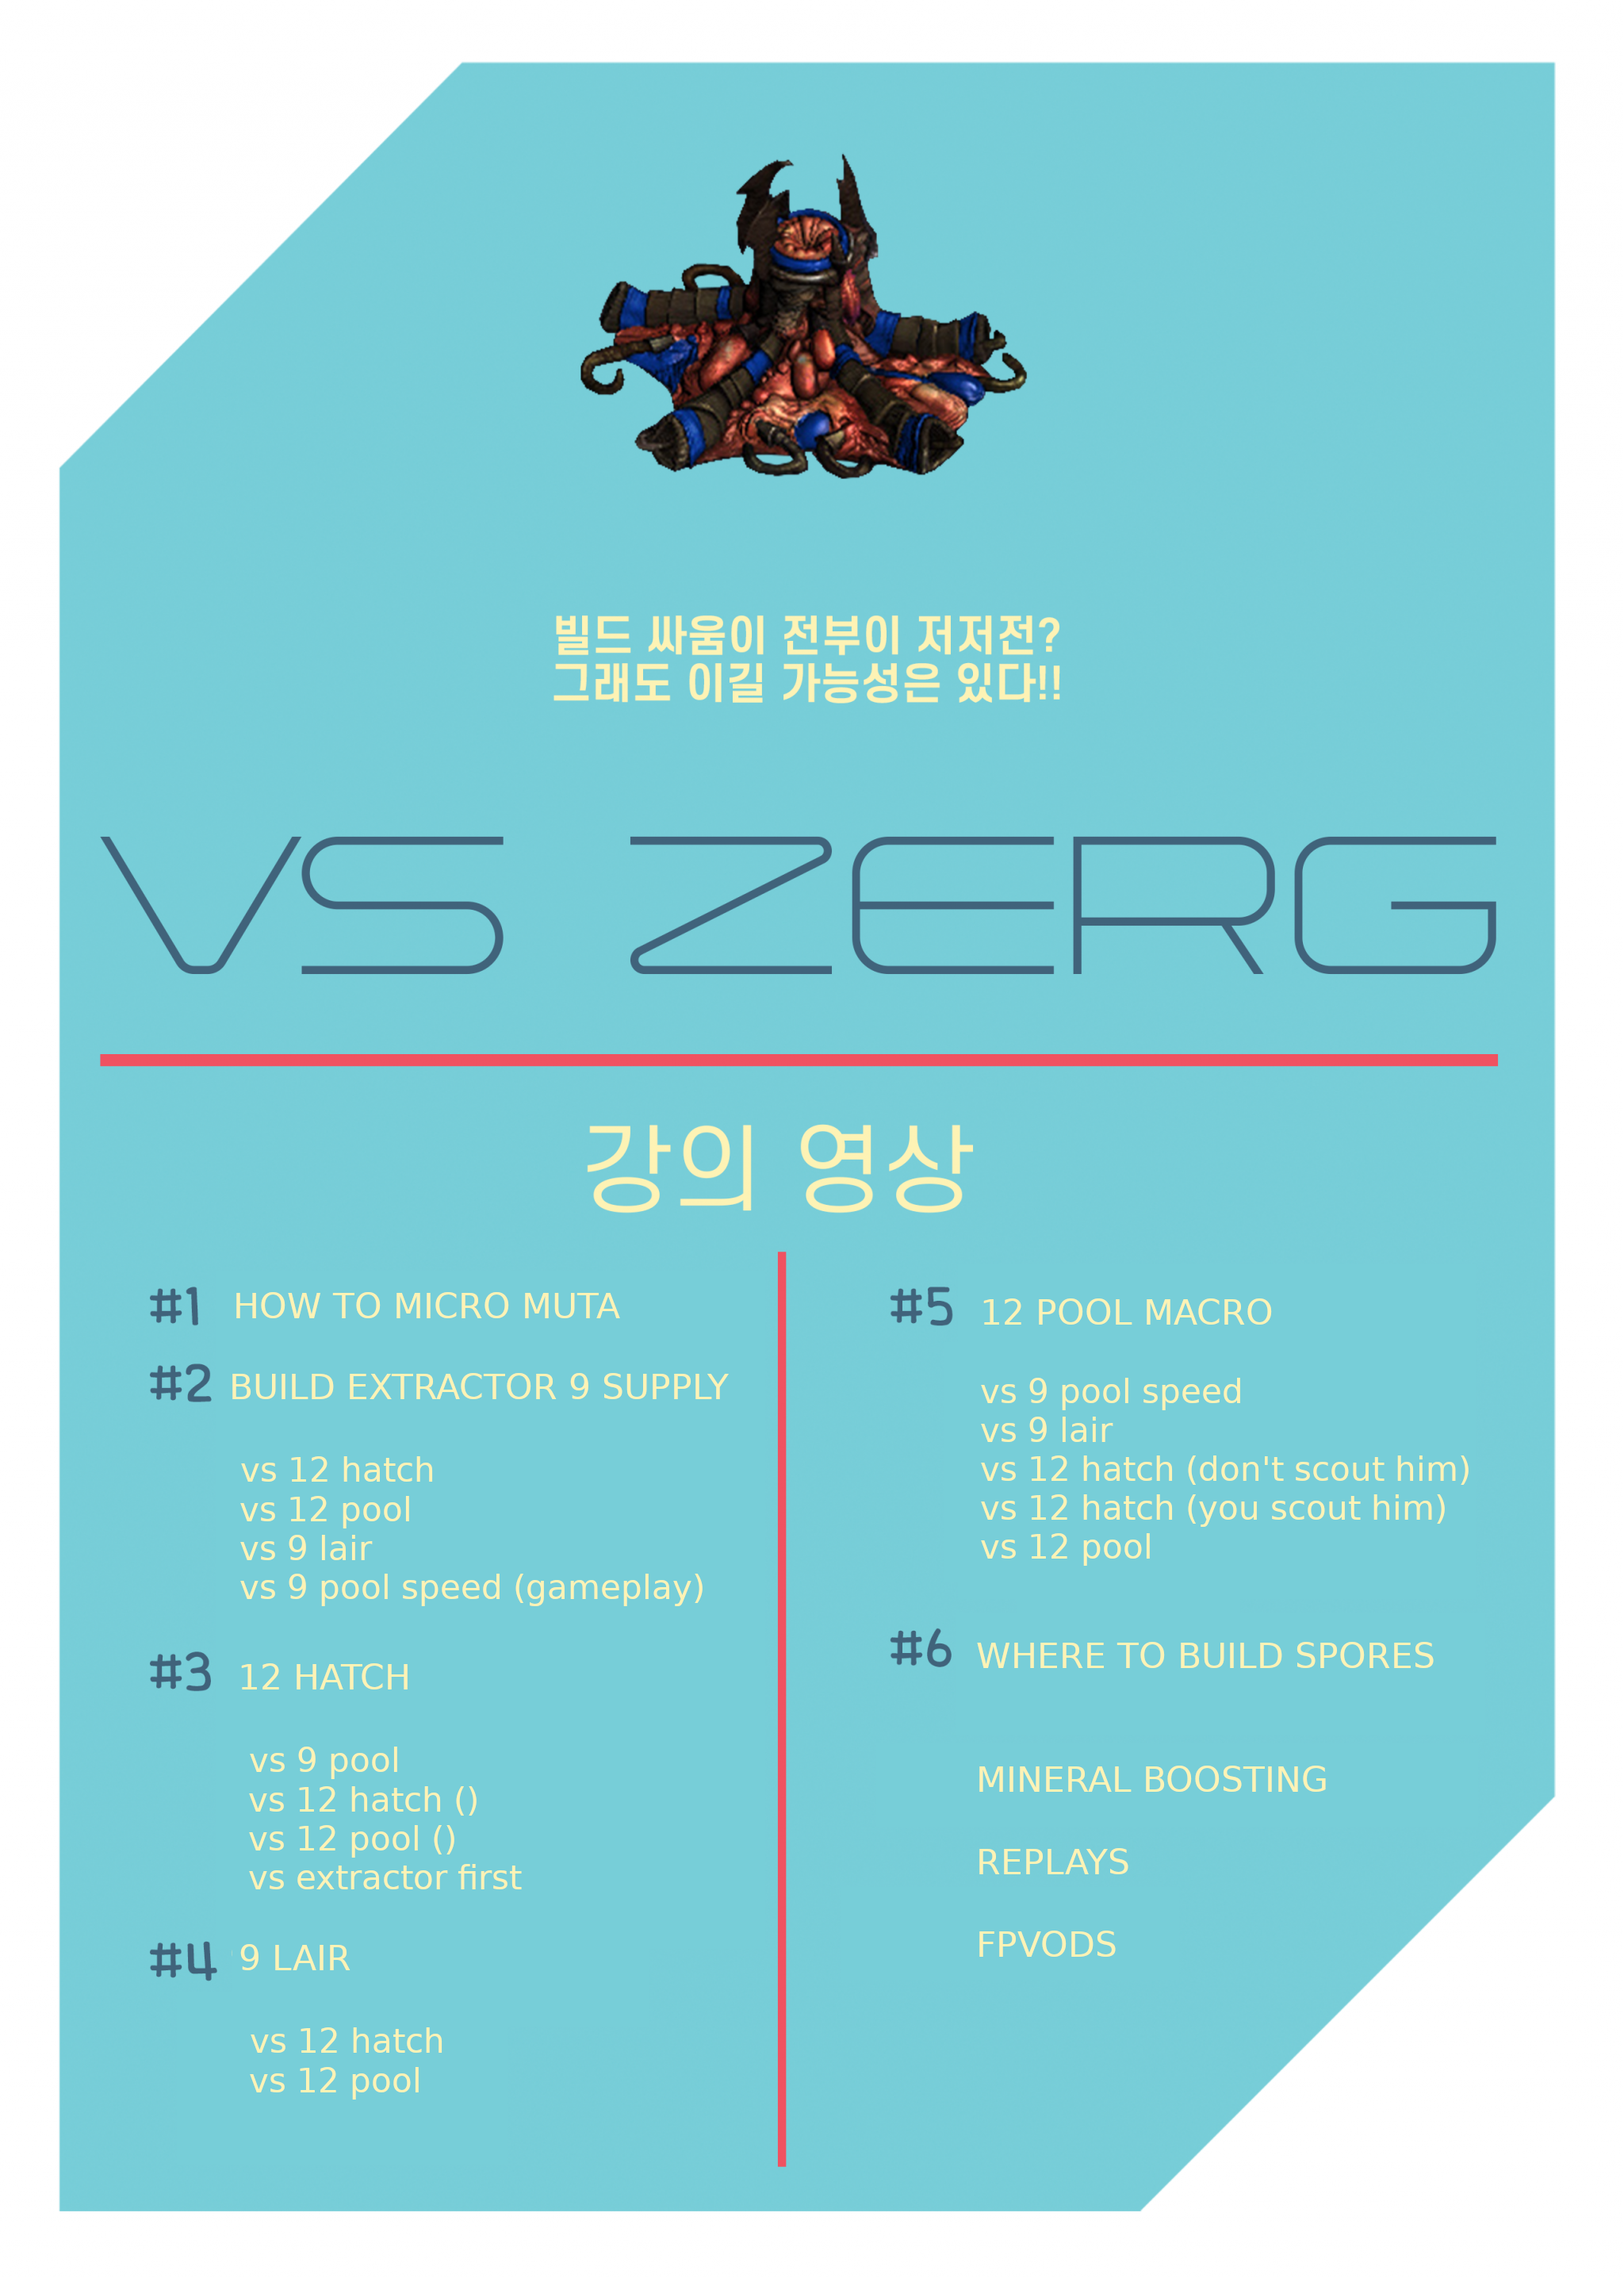 빌드 싸움이 전부이 저저전?
그래도 이길 가능성은 있다!!
VS ZERG
강의 영상
#1 HOW TO MICRO MUTA
#2 BUILD EXTRACTOR 9 SUPPLY
vs 12 hatch
vs 12 pool
vs 9 lair
vs 9 pool speed (gameplay)
#3 12 HATCH
vs 9 pool
vs 12 hatch ()
vs 12 pool ()
vs extractor first
#4 9 LAIR
vs 12 hatch
vs 12 pool
#5 12 POOL MACRO
vs 9 pool speed
vs 9 lair
vs 12 hatch (don't scout him)
vs 12 hatch (you scout him)
vs 12 pool
#6 WHERE TO BUILD SPORES
MINERAL BOOSTING
REPLAYS
FPVODS